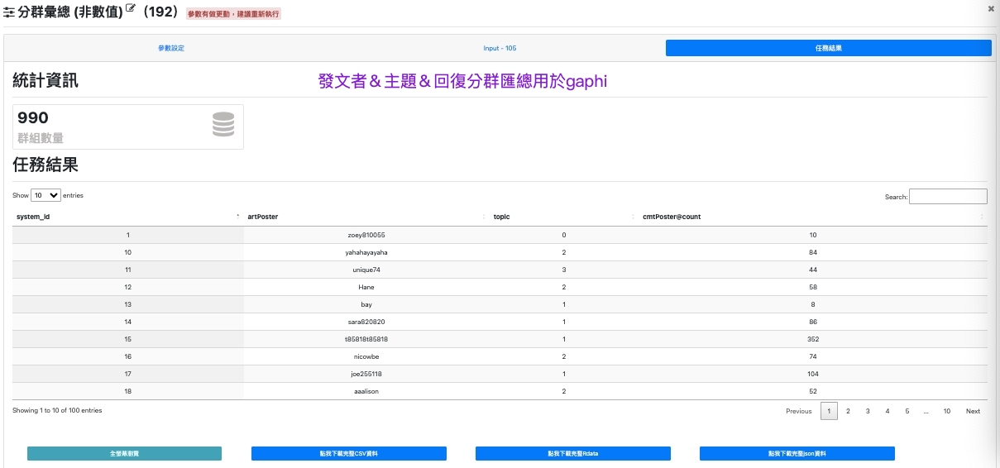 分群彙總 (非數值) (192) 參數有做更動，建議重新執行
參數設定 Input - 105 任務結果
統計資訊 發文者＆主題＆回復分群匯總用於gaphi
990
群組數量
任務結果
Show 10 entries Search:
system_id artPoster topic cmtPoster@count
1 zoey810055 0 10
10 yahahayayaha 2 84
11 unique74 3 44
12 Hane 2 58
13 bay 1 8
14 sara820820 1 86
15 t85818t85818 1 352
16 nicowbe 2 74
17 joe255118 1 104
18 aaalison 2 52
Showing 1 to 10 of 100 entries Previous 1 2 3 4 5 ... 10 Next
全螢幕瀏覽 點我下載完整CSV資料 點我下載完整Rdata 點我下載完整json資料